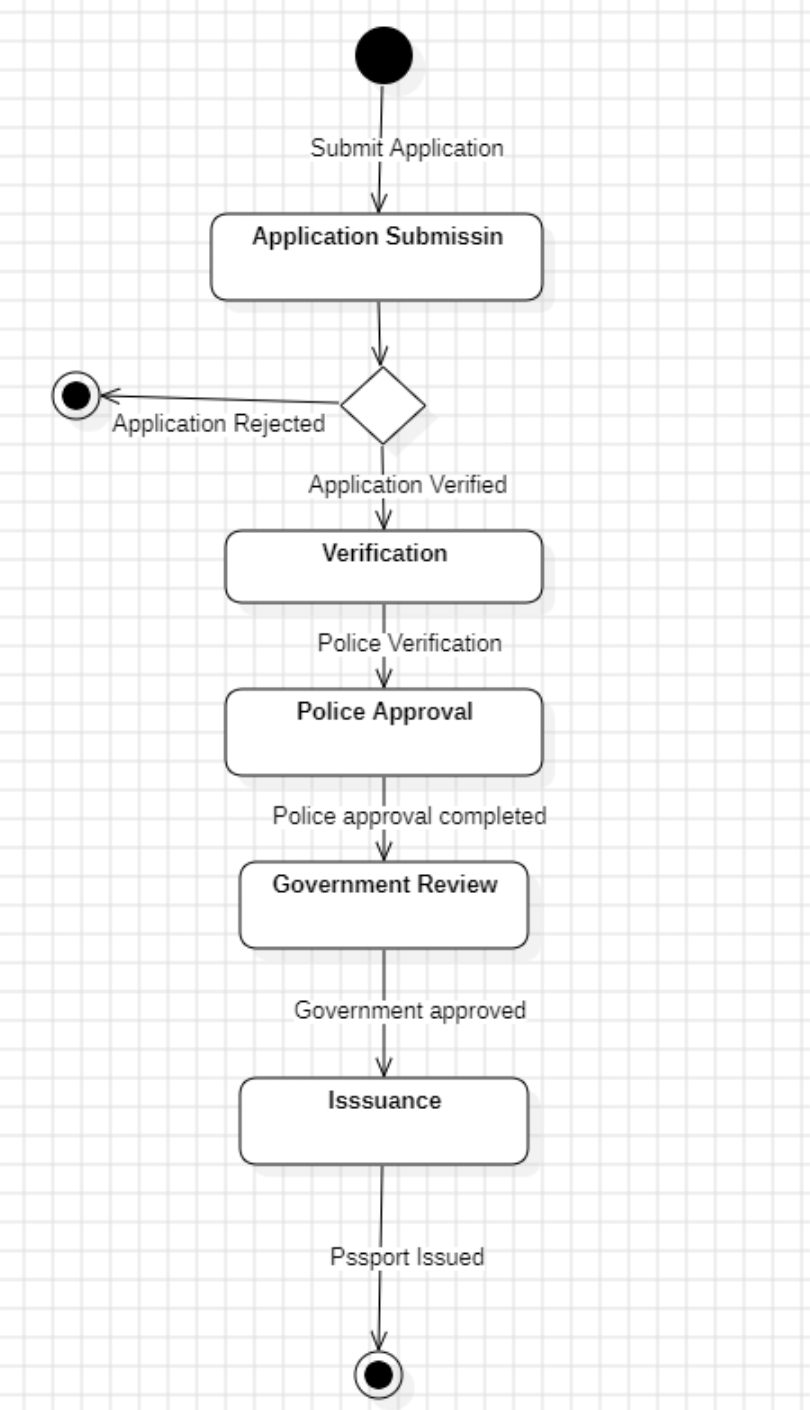 Submit Application
Application Submissin
Application Rejected
Application Verified
Verification
Police Verification
Police Approval
Police approval completed
Government Review
Government approved
Isssuance
Pssport Issued